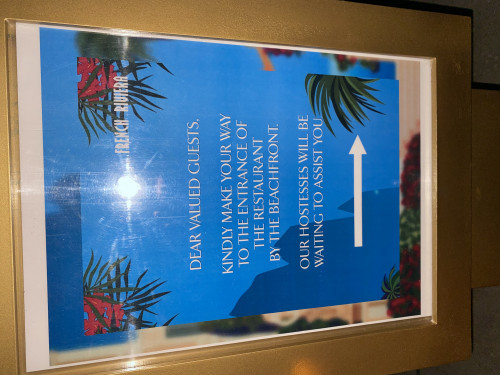 FRENCH RIVIERA
DEAR VALUED GUESTS,
KINDLY MAKE YOUR WAY
TO THE ENTRANCE OF
THE RESTAURANT
BY THE BEACHFRONT.
OUR HOSTESSES WILL BE
WAITING TO ASSIST YOU